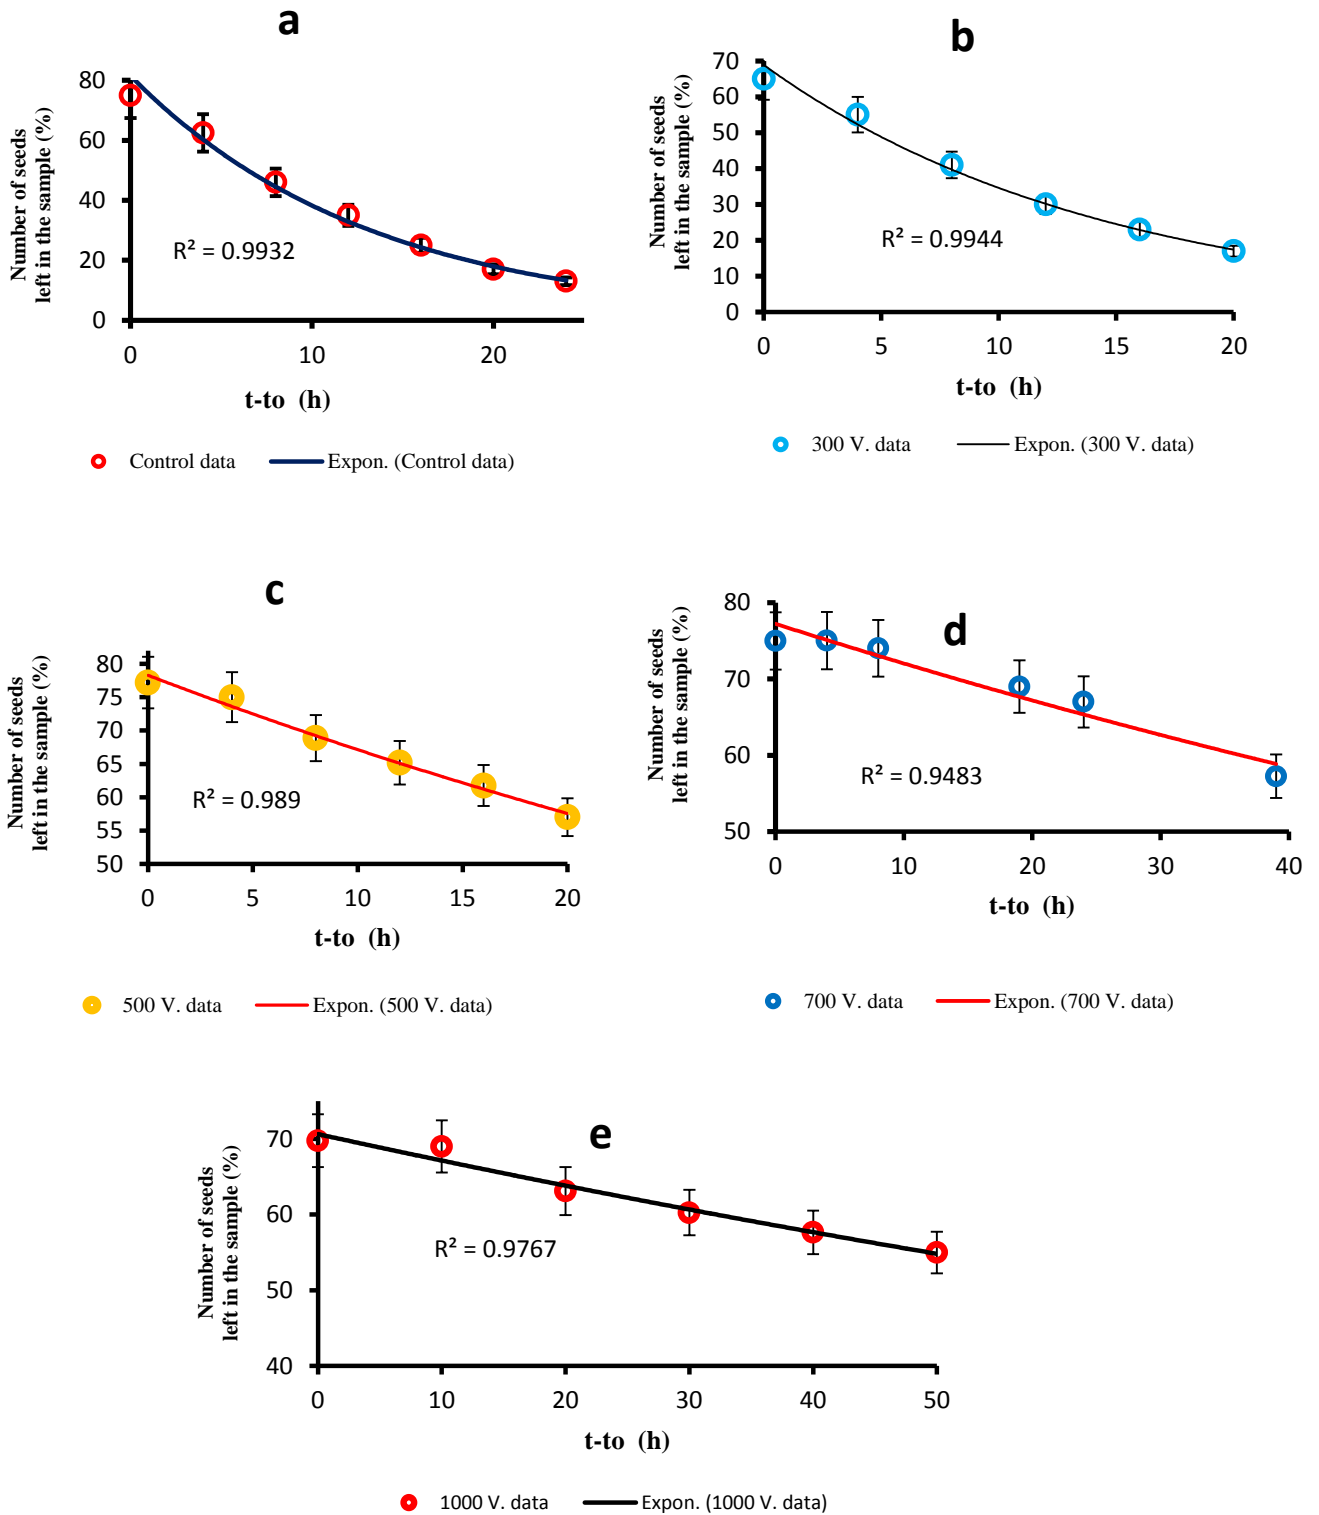 a
Number of seeds
left in the sample (%)
80
60
40
20
0
R² = 0.9932
0 10 20
t-to (h)
Control data Expon. (Control data)
b
Number of seeds
left in the sample (%)
70
60
50
40
30
20
10
0
R² = 0.9944
0 5 10 15 20
t-to (h)
300 V. data Expon. (300 V. data)
c
Number of seeds
left in the sample (%)
80
75
70
65
60
55
50
R² = 0.989
0 5 10 15 20
t-to (h)
500 V. data Expon. (500 V. data)
d
Number of seeds
left in the sample (%)
80
70
60
50
R² = 0.9483
0 10 20 30 40
t-to (h)
700 V. data Expon. (700 V. data)
e
Number of seeds
left in the sample (%)
70
60
50
40
R² = 0.9767
0 10 20 30 40 50
t-to (h)
1000 V. data Expon. (1000 V. data)